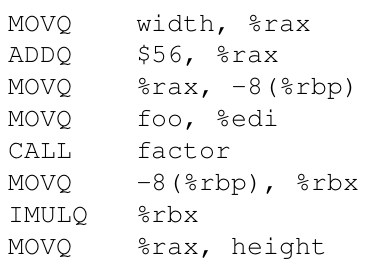 MOVQ width, %rax
ADDQ $56, %rax
MOVQ %rax, -8(%rbp)
MOVQ foo, %edi
CALL factor
MOVQ -8(%rbp), %rbx
IMULQ %rbx
MOVQ %rax, height